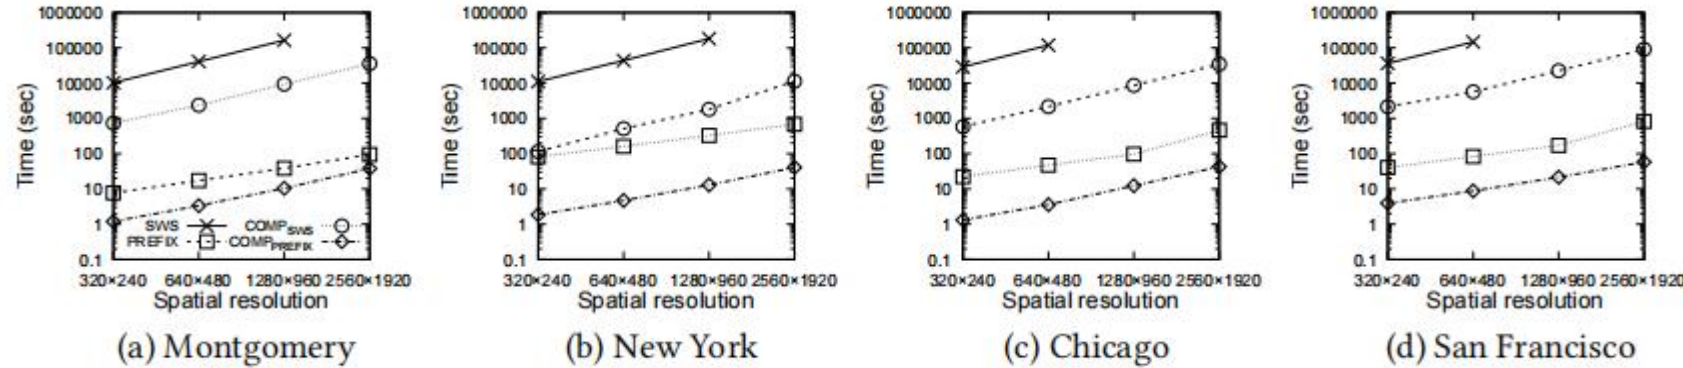 1000000
100000
10000
1000
100
10
1
0.1
Time (sec)
SWS COMP_SWS
PREFIX COMP_PREFIX
320×240 640×480 1280×960 2560×1920
Spatial resolution
(a) Montgomery
1000000
100000
10000
1000
100
10
1
0.1
Time (sec)
320×240 640×480 1280×960 2560×1920
Spatial resolution
(b) New York
1000000
100000
10000
1000
100
10
1
0.1
Time (sec)
320×240 640×480 1280×960 2560×1920
Spatial resolution
(c) Chicago
1000000
100000
10000
1000
100
10
1
0.1
Time (sec)
320×240 640×480 1280×960 2560×1920
Spatial resolution
(d) San Francisco